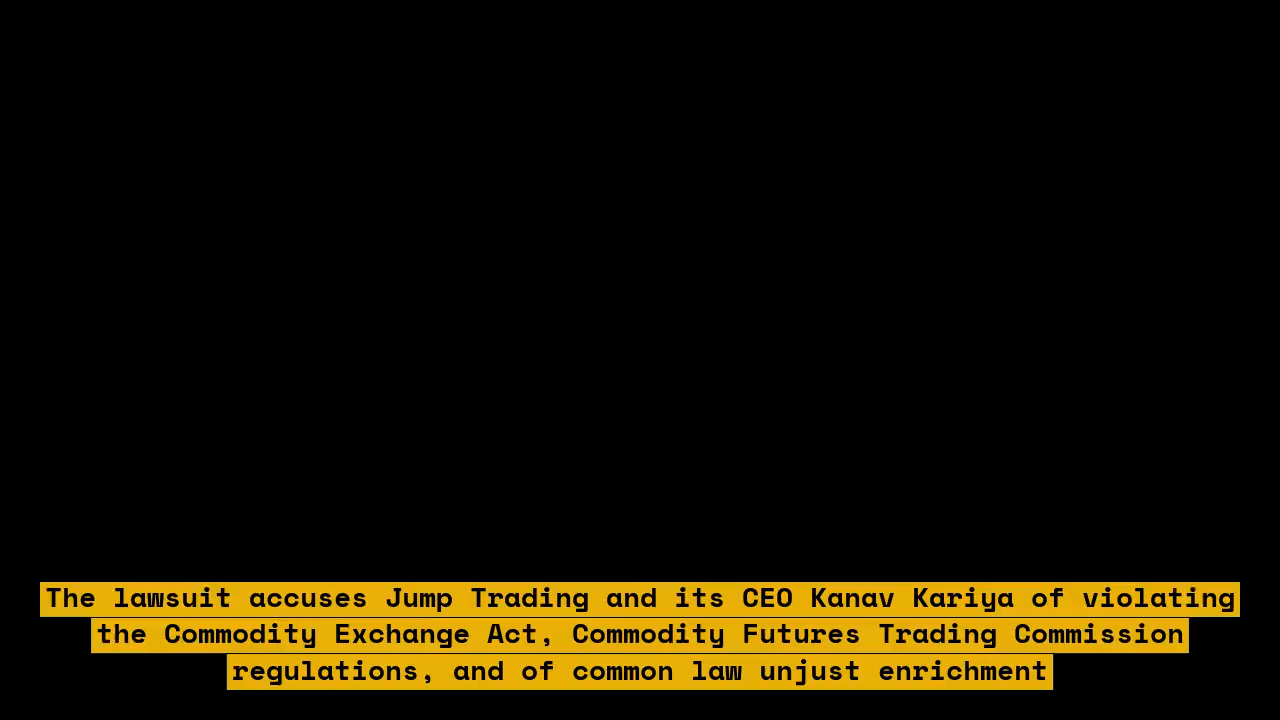 The lawsuit accuses Jump Trading and its CEO Kanav Kariya of violating
the Commodity Exchange Act, Commodity Futures Trading Commission
regulations, and of common law unjust enrichment